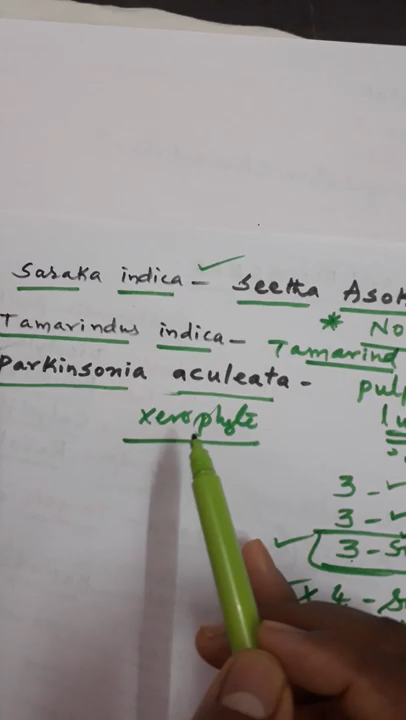 Saraka indica - ✓ Seetha Asok
* No
Tamarindus indica - Tamarind
Parkinsonia aculeata - pulp
xerophyte
3 - ✓
3 - ✓
✓ 3 - S
x 4 - S